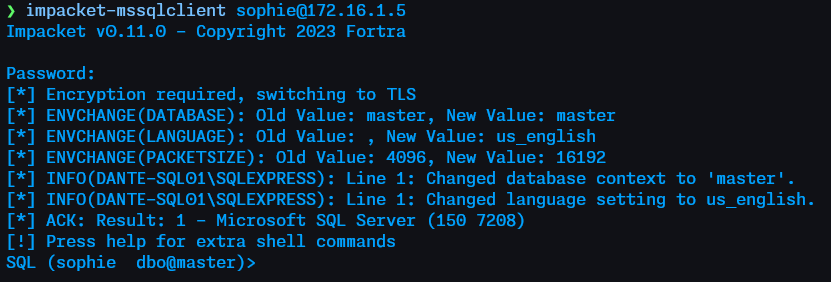 ❯ impacket-mssqlclient sophie@172.16.1.5
Impacket v0.11.0 - Copyright 2023 Fortra
Password:
[*] Encryption required, switching to TLS
[*] ENVCHANGE(DATABASE): Old Value: master, New Value: master
[*] ENVCHANGE(LANGUAGE): Old Value: , New Value: us_english
[*] ENVCHANGE(PACKETSIZE): Old Value: 4096, New Value: 16192
[*] INFO(DANTE-SQL01\SQLEXPRESS): Line 1: Changed database context to 'master'.
[*] INFO(DANTE-SQL01\SQLEXPRESS): Line 1: Changed language setting to us_english.
[*] ACK: Result: 1 - Microsoft SQL Server (150 7208)
[!] Press help for extra shell commands
SQL (sophie  dbo@master)>